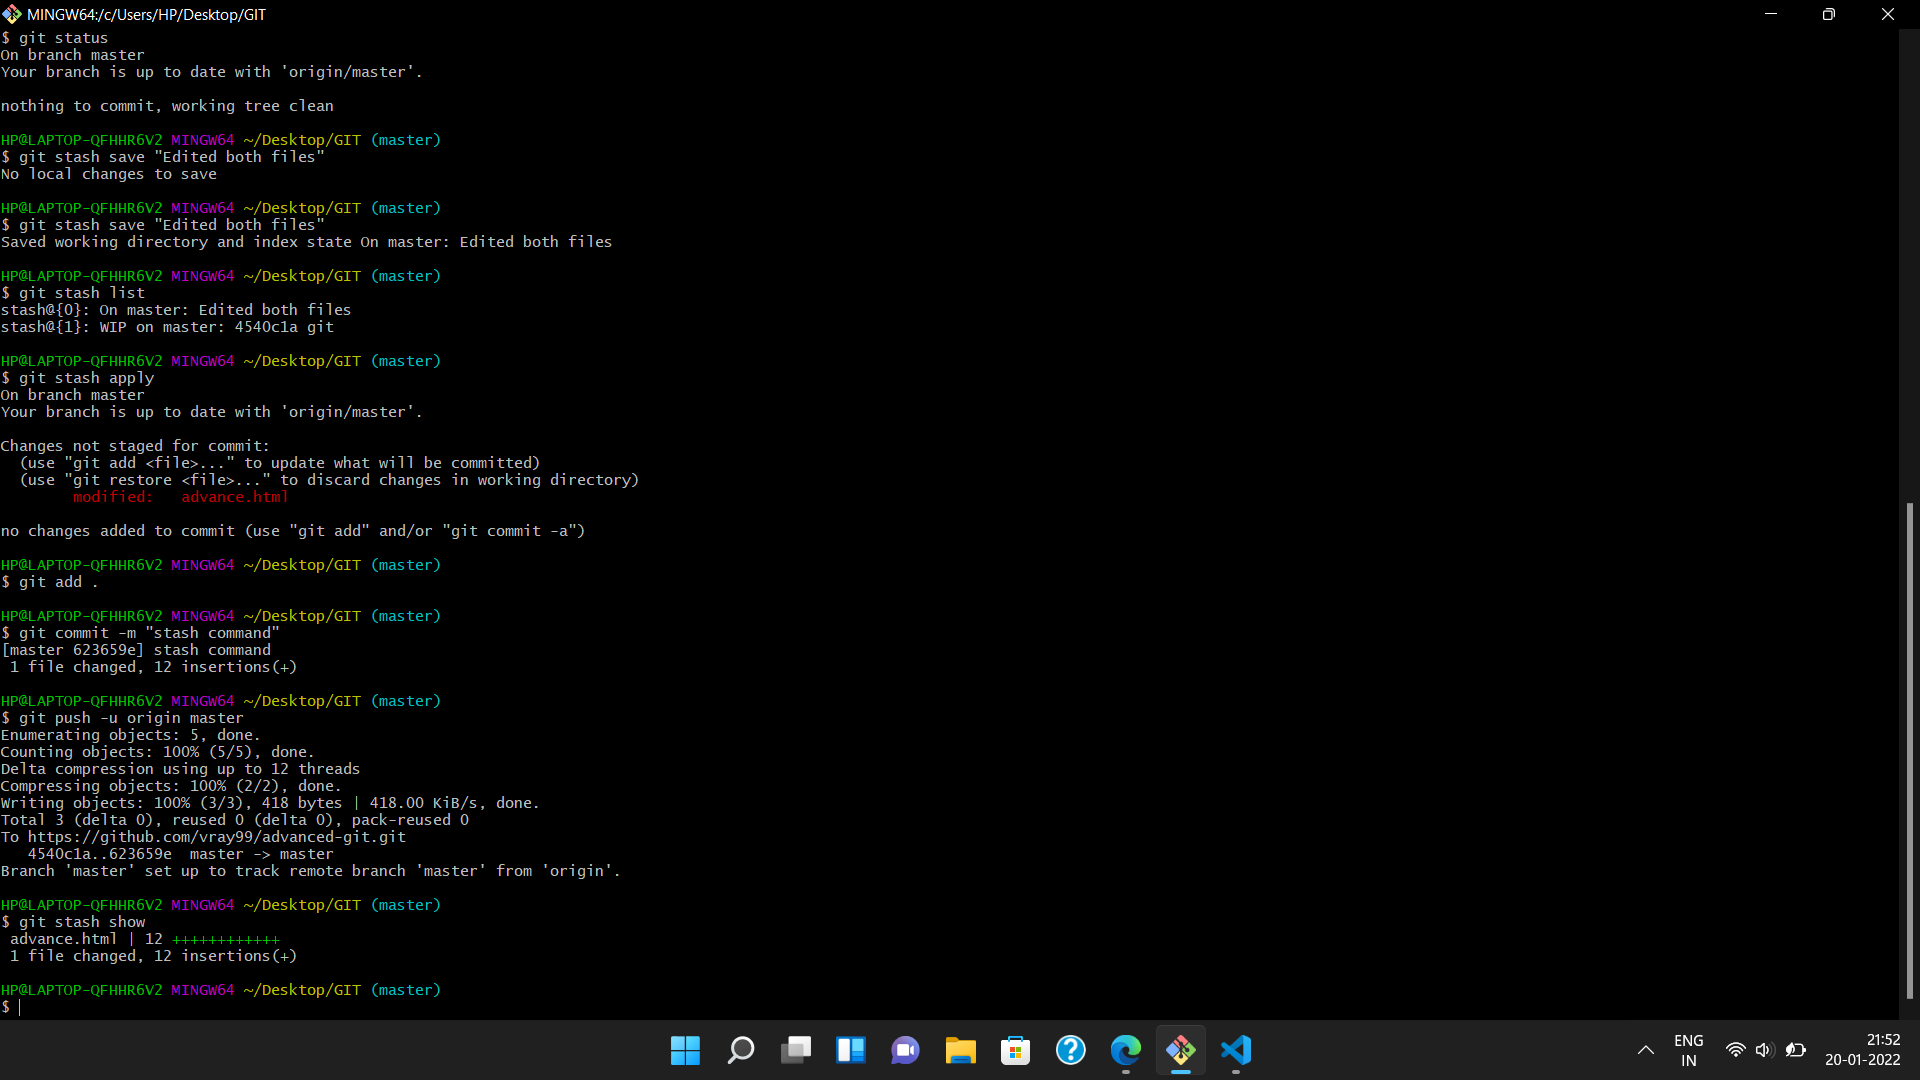 MINGW64:/c/Users/HP/Desktop/GIT
$ git status
On branch master
Your branch is up to date with 'origin/master'.
nothing to commit, working tree clean
HP@LAPTOP-QFHHR6V2 MINGW64 ~/Desktop/GIT (master)
$ git stash save "Edited both files"
No local changes to save
HP@LAPTOP-QFHHR6V2 MINGW64 ~/Desktop/GIT (master)
$ git stash save "Edited both files"
Saved working directory and index state On master: Edited both files
HP@LAPTOP-QFHHR6V2 MINGW64 ~/Desktop/GIT (master)
$ git stash list
stash@{0}: On master: Edited both files
stash@{1}: WIP on master: 4540c1a git
HP@LAPTOP-QFHHR6V2 MINGW64 ~/Desktop/GIT (master)
$ git stash apply
On branch master
Your branch is up to date with 'origin/master'.
Changes not staged for commit:
  (use "git add <file>..." to update what will be committed)
  (use "git restore <file>..." to discard changes in working directory)
        modified:   advance.html
no changes added to commit (use "git add" and/or "git commit -a")
HP@LAPTOP-QFHHR6V2 MINGW64 ~/Desktop/GIT (master)
$ git add .
HP@LAPTOP-QFHHR6V2 MINGW64 ~/Desktop/GIT (master)
$ git commit -m "stash command"
[master 623659e] stash command
 1 file changed, 12 insertions(+)
HP@LAPTOP-QFHHR6V2 MINGW64 ~/Desktop/GIT (master)
$ git push -u origin master
Enumerating objects: 5, done.
Counting objects: 100% (5/5), done.
Delta compression using up to 12 threads
Compressing objects: 100% (2/2), done.
Writing objects: 100% (3/3), 418 bytes | 418.00 KiB/s, done.
Total 3 (delta 0), reused 0 (delta 0), pack-reused 0
To https://github.com/vray99/advanced-git.git
   4540c1a..623659e  master -> master
Branch 'master' set up to track remote branch 'master' from 'origin'.
HP@LAPTOP-QFHHR6V2 MINGW64 ~/Desktop/GIT (master)
$ git stash show
 advance.html | 12 ++++++++++++
 1 file changed, 12 insertions(+)
HP@LAPTOP-QFHHR6V2 MINGW64 ~/Desktop/GIT (master)
$
ENG
IN
21:52
20-01-2022